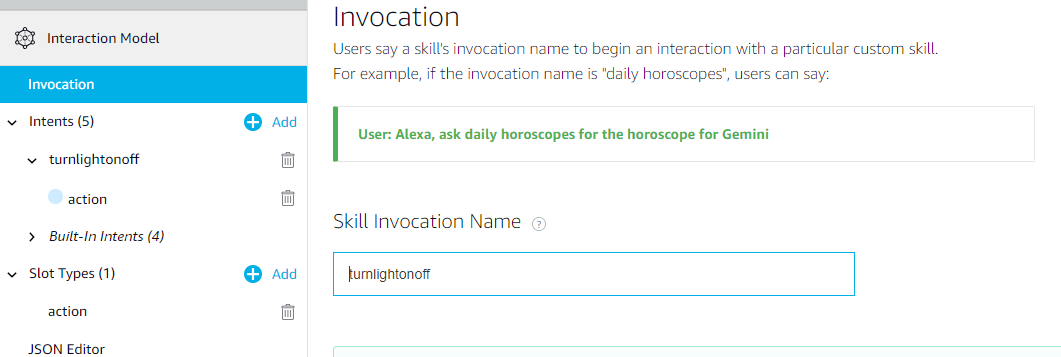 Interaction Model
Invocation
Intents (5)
Add
turnlightonoff
action
Built-In Intents (4)
Slot Types (1)
Add
action
JSON Editor
Invocation
Users say a skill's invocation name to begin an interaction with a particular custom skill.
For example, if the invocation name is "daily horoscopes", users can say:
User: Alexa, ask daily horoscopes for the horoscope for Gemini
Skill Invocation Name ?
turnlightonoff